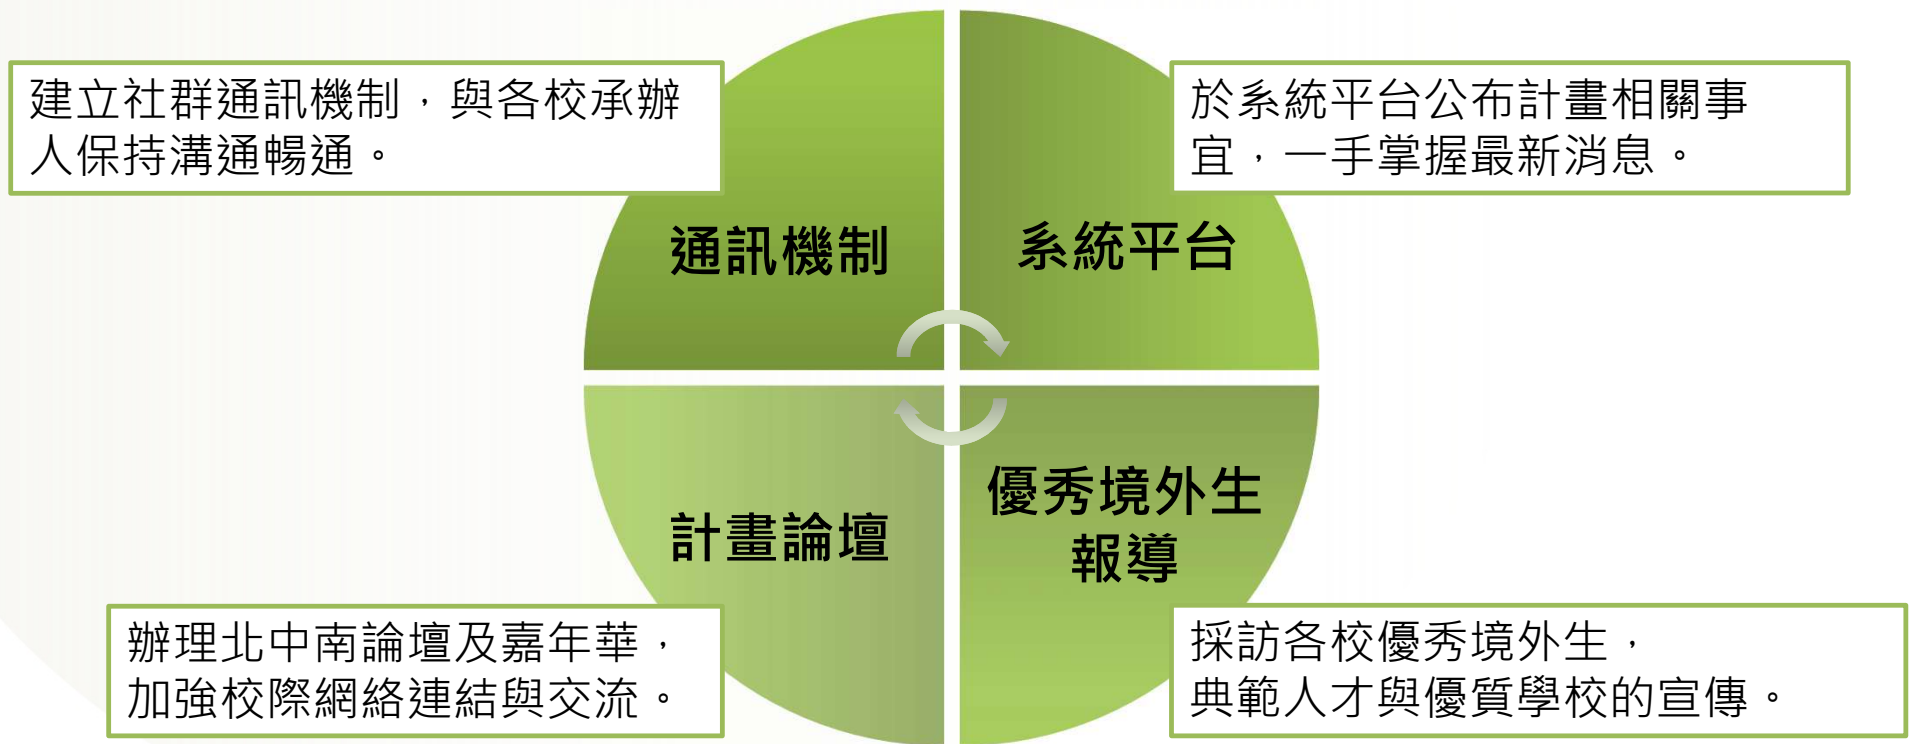 建立社群通訊機制，與各校承辦
人保持溝通暢通。
通訊機制
於系統平台公布計畫相關事
宜，一手掌握最新消息。
系統平台
計畫論壇
辦理北中南論壇及嘉年華，
加強校際網絡連結與交流。
優秀境外生
報導
採訪各校優秀境外生，
典範人才與優質學校的宣傳。